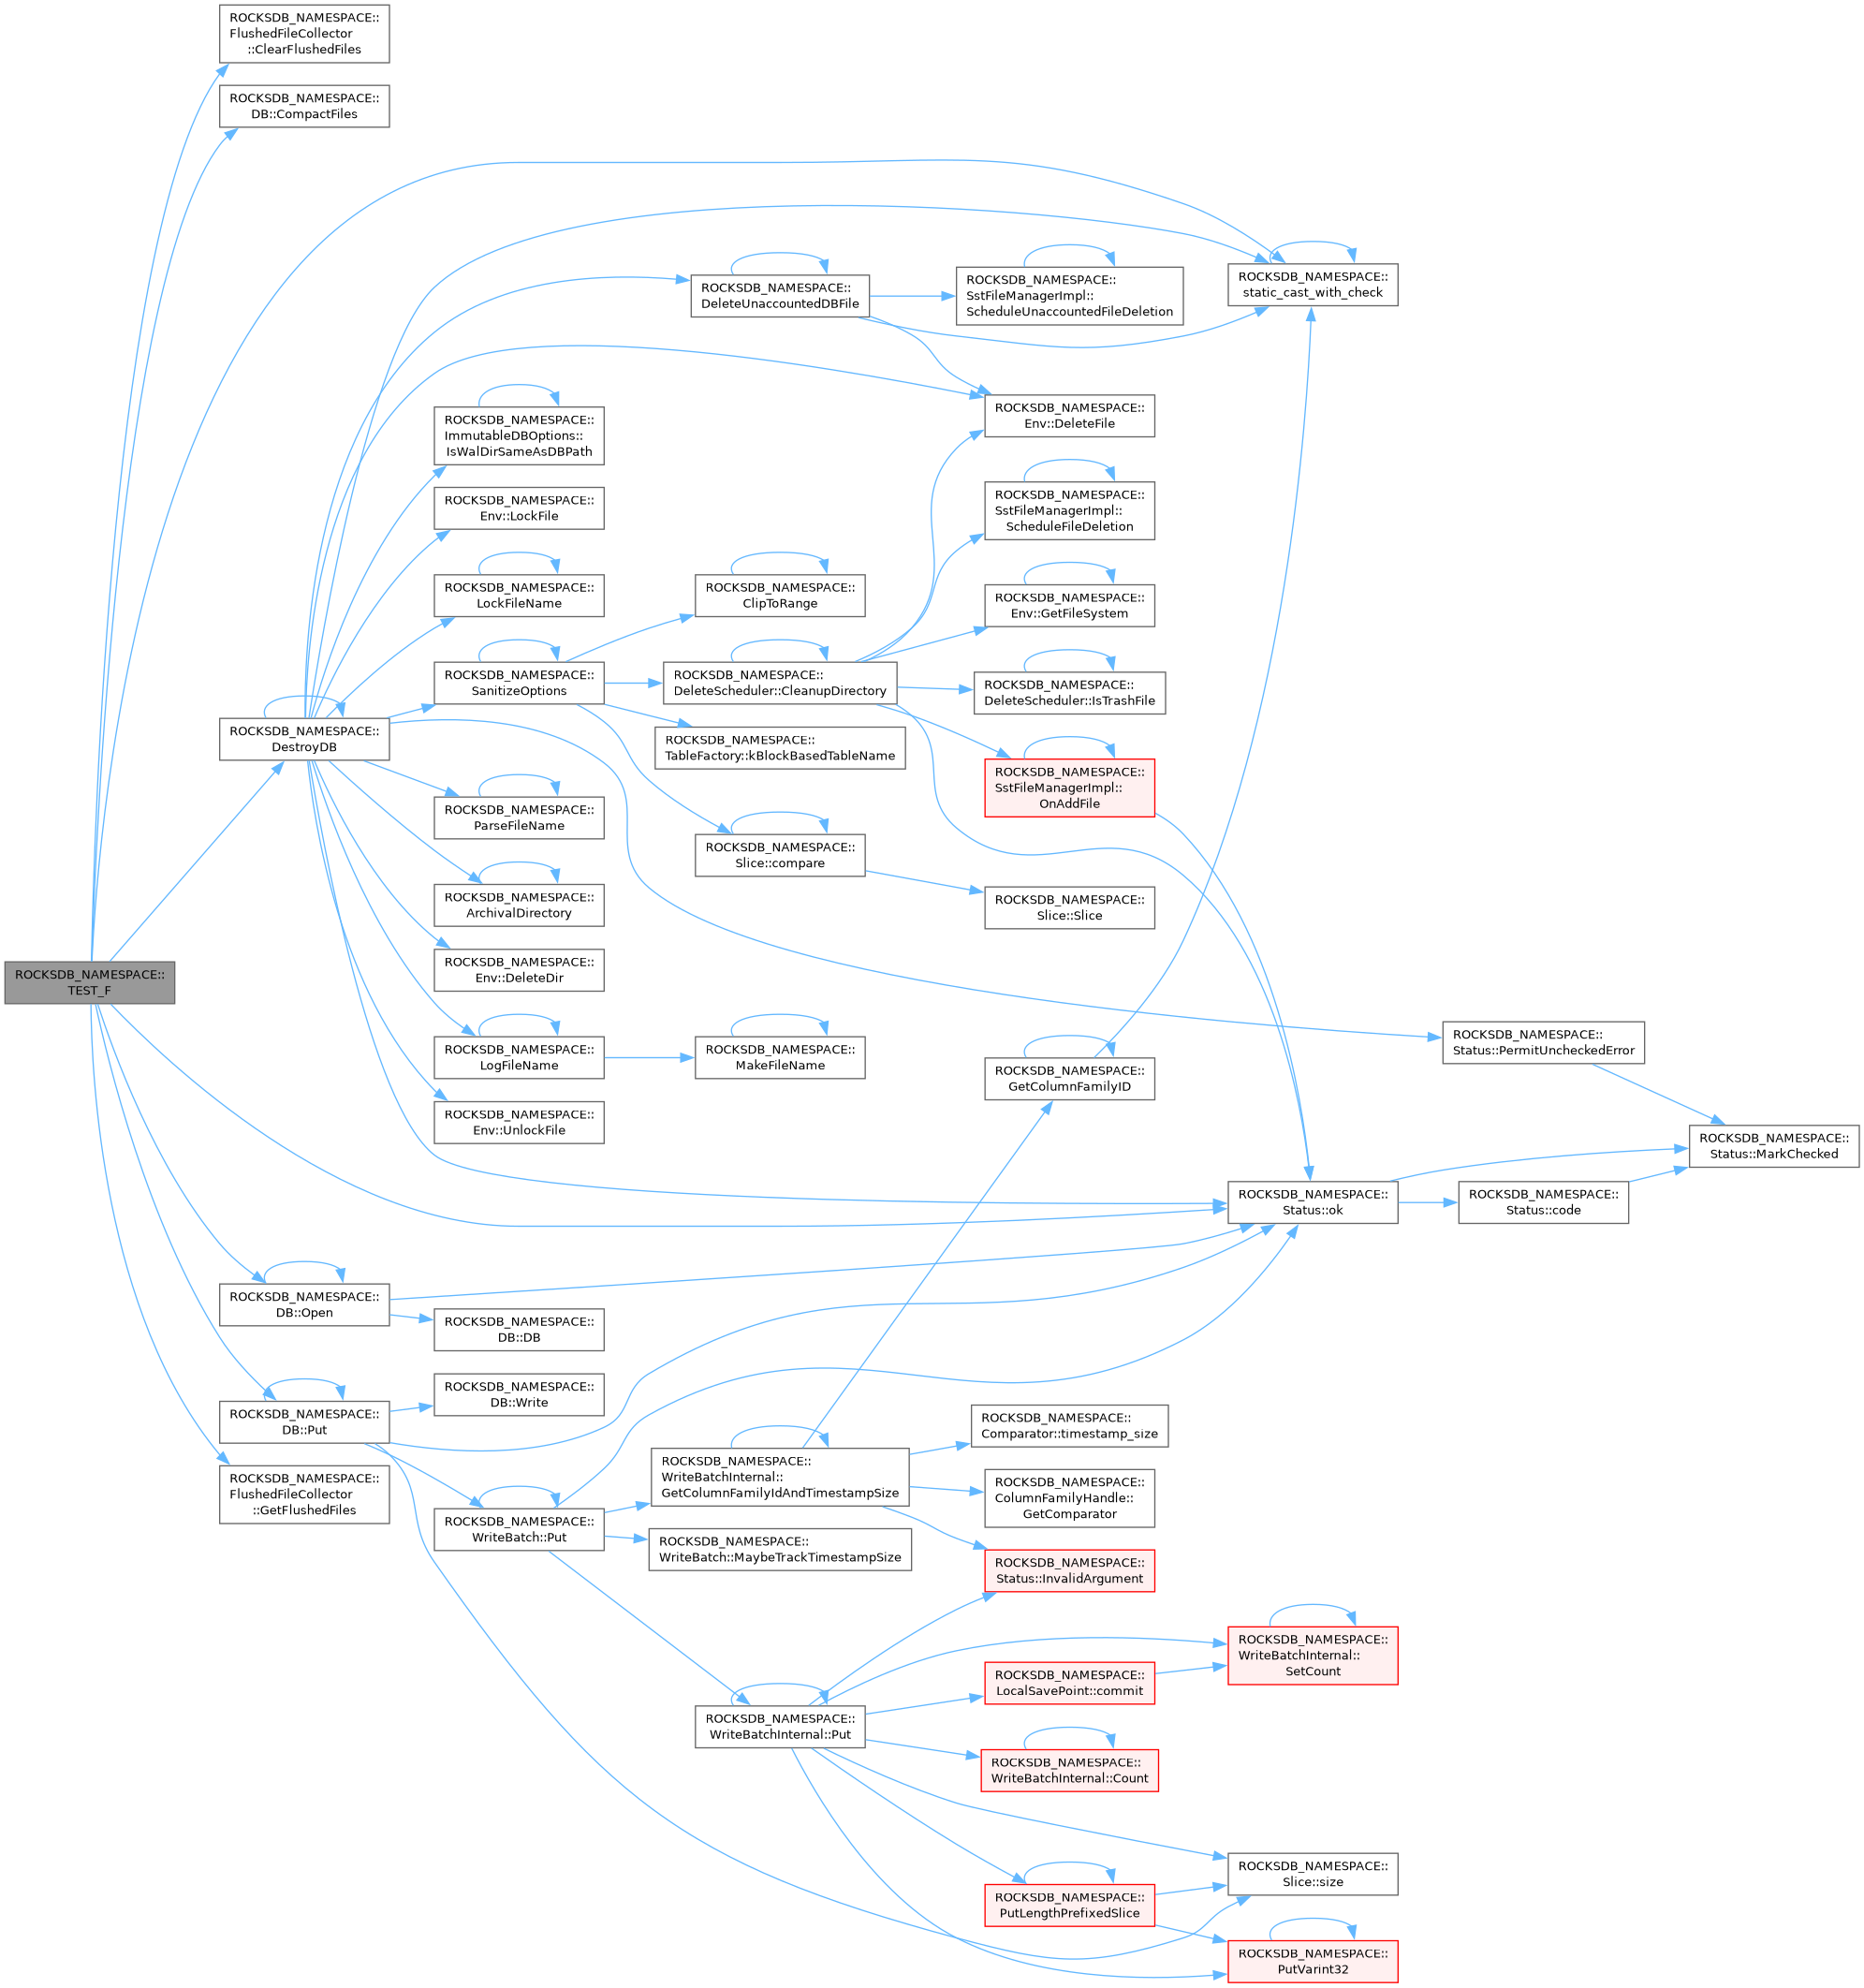 ROCKSDB_NAMESPACE::
FlushedFileCollector
::ClearFlushedFiles
ROCKSDB_NAMESPACE::
DB::CompactFiles
ROCKSDB_NAMESPACE::
static_cast_with_check
ROCKSDB_NAMESPACE::
DeleteUnaccountedDBFile
ROCKSDB_NAMESPACE::
SstFileManagerImpl::
ScheduleUnaccountedFileDeletion
ROCKSDB_NAMESPACE::
Env::DeleteFile
ROCKSDB_NAMESPACE::
ImmutableDBOptions::
IsWalDirSameAsDBPath
ROCKSDB_NAMESPACE::
Env::LockFile
ROCKSDB_NAMESPACE::
SstFileManagerImpl::
ScheduleFileDeletion
ROCKSDB_NAMESPACE::
LockFileName
ROCKSDB_NAMESPACE::
ClipToRange
ROCKSDB_NAMESPACE::
Env::GetFileSystem
ROCKSDB_NAMESPACE::
SanitizeOptions
ROCKSDB_NAMESPACE::
DeleteScheduler::CleanupDirectory
ROCKSDB_NAMESPACE::
DeleteScheduler::IsTrashFile
ROCKSDB_NAMESPACE::
DestroyDB
ROCKSDB_NAMESPACE::
TableFactory::kBlockBasedTableName
ROCKSDB_NAMESPACE::
SstFileManagerImpl::
OnAddFile
ROCKSDB_NAMESPACE::
ParseFileName
ROCKSDB_NAMESPACE::
Slice::compare
ROCKSDB_NAMESPACE::
ArchivalDirectory
ROCKSDB_NAMESPACE::
Slice::Slice
ROCKSDB_NAMESPACE::
TEST_F
ROCKSDB_NAMESPACE::
Env::DeleteDir
ROCKSDB_NAMESPACE::
Status::PermitUncheckedError
ROCKSDB_NAMESPACE::
LogFileName
ROCKSDB_NAMESPACE::
MakeFileName
ROCKSDB_NAMESPACE::
GetColumnFamilyID
ROCKSDB_NAMESPACE::
Env::UnlockFile
ROCKSDB_NAMESPACE::
Status::MarkChecked
ROCKSDB_NAMESPACE::
Status::ok
ROCKSDB_NAMESPACE::
Status::code
ROCKSDB_NAMESPACE::
DB::Open
ROCKSDB_NAMESPACE::
DB::DB
ROCKSDB_NAMESPACE::
DB::Write
ROCKSDB_NAMESPACE::
DB::Put
ROCKSDB_NAMESPACE::
Comparator::timestamp_size
ROCKSDB_NAMESPACE::
WriteBatchInternal::
GetColumnFamilyIdAndTimestampSize
ROCKSDB_NAMESPACE::
FlushedFileCollector
::GetFlushedFiles
ROCKSDB_NAMESPACE::
ColumnFamilyHandle::
GetComparator
ROCKSDB_NAMESPACE::
WriteBatch::Put
ROCKSDB_NAMESPACE::
WriteBatch::MaybeTrackTimestampSize
ROCKSDB_NAMESPACE::
Status::InvalidArgument
ROCKSDB_NAMESPACE::
WriteBatchInternal::
SetCount
ROCKSDB_NAMESPACE::
LocalSavePoint::commit
ROCKSDB_NAMESPACE::
WriteBatchInternal::Put
ROCKSDB_NAMESPACE::
WriteBatchInternal::Count
ROCKSDB_NAMESPACE::
Slice::size
ROCKSDB_NAMESPACE::
PutLengthPrefixedSlice
ROCKSDB_NAMESPACE::
PutVarint32